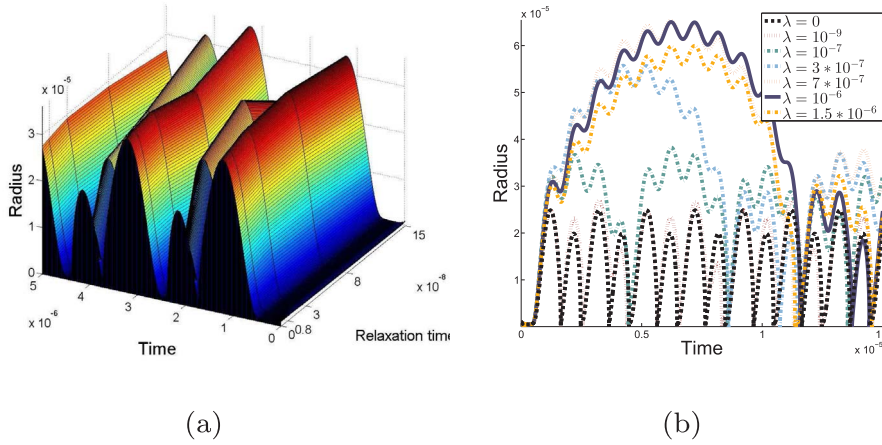 x 10⁻⁵
Radius
3
2
1
0
5
4
3
2
1
0
x 10⁻⁶
Time
0
0.8
3
8
15
x 10⁻⁸
Relaxation time
(a)
x 10⁻⁵
Radius
6
5
4
3
2
1
0
0.5
1
1.5
x 10⁻⁵
Time
λ = 0
λ = 10⁻⁹
λ = 10⁻⁷
λ = 3 * 10⁻⁷
λ = 7 * 10⁻⁷
λ = 10⁻⁶
λ = 1.5 * 10⁻⁶
(b)